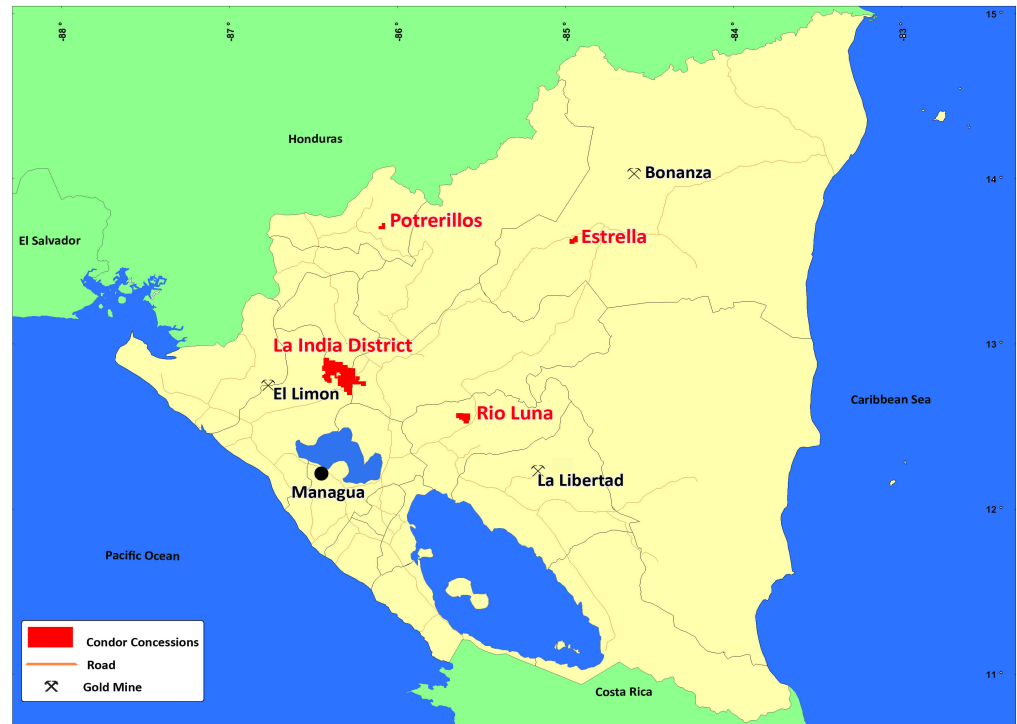 -88°
-87°
-86°
-85°
-84°
-83°
15°
Honduras
14°
Bonanza
Potrerillos
Estrella
El Salvador
13°
La India District
El Limon
Rio Luna
Caribbean Sea
La Libertad
Managua
12°
Pacific Ocean
Condor Concessions
Road
Gold Mine
11°
Costa Rica